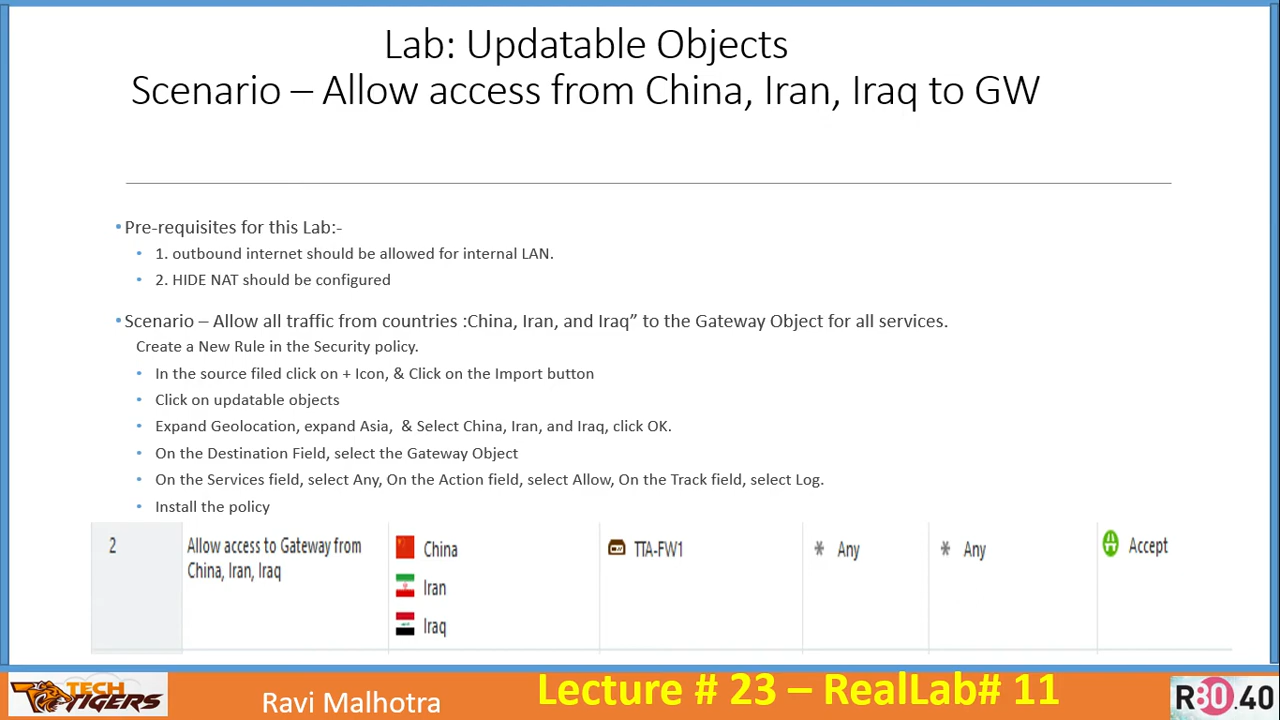 Lab: Updatable Objects
Scenario – Allow access from China, Iran, Iraq to GW
•Pre-requisites for this Lab:-
• 1. outbound internet should be allowed for internal LAN.
• 2. HIDE NAT should be configured
•Scenario – Allow all traffic from countries :China, Iran, and Iraq” to the Gateway Object for all services.
Create a New Rule in the Security policy.
• In the source filed click on + Icon, & Click on the Import button
• Click on updatable objects
• Expand Geolocation, expand Asia,  & Select China, Iran, and Iraq, click OK.
• On the Destination Field, select the Gateway Object
• On the Services field, select Any, On the Action field, select Allow, On the Track field, select Log.
• Install the policy
2 Allow access to Gateway from China TTA-FW1 * Any * Any Accept
China, Iran, Iraq
Iran
Iraq
TECH
TIGERS
Ravi Malhotra
Lecture # 23 – RealLab# 11
R80.40